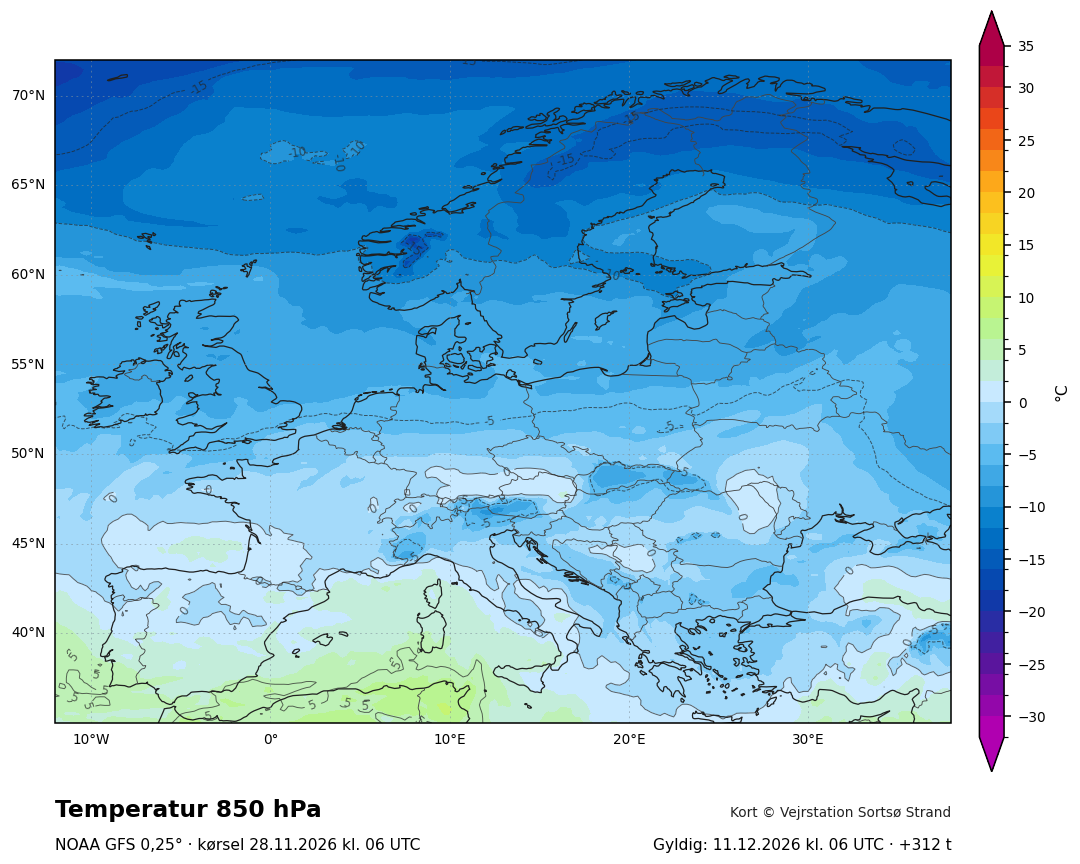 35
30
25
20
15
10
5
0
−5
−10
−15
−20
−25
−30
°C
70°N
65°N
60°N
55°N
50°N
45°N
40°N
10°W
0°
10°E
20°E
30°E
Temperatur 850 hPa
Kort © Vejrstation Sortsø Strand
NOAA GFS 0,25° · kørsel 28.11.2026 kl. 06 UTC
Gyldig: 11.12.2026 kl. 06 UTC · +312 t